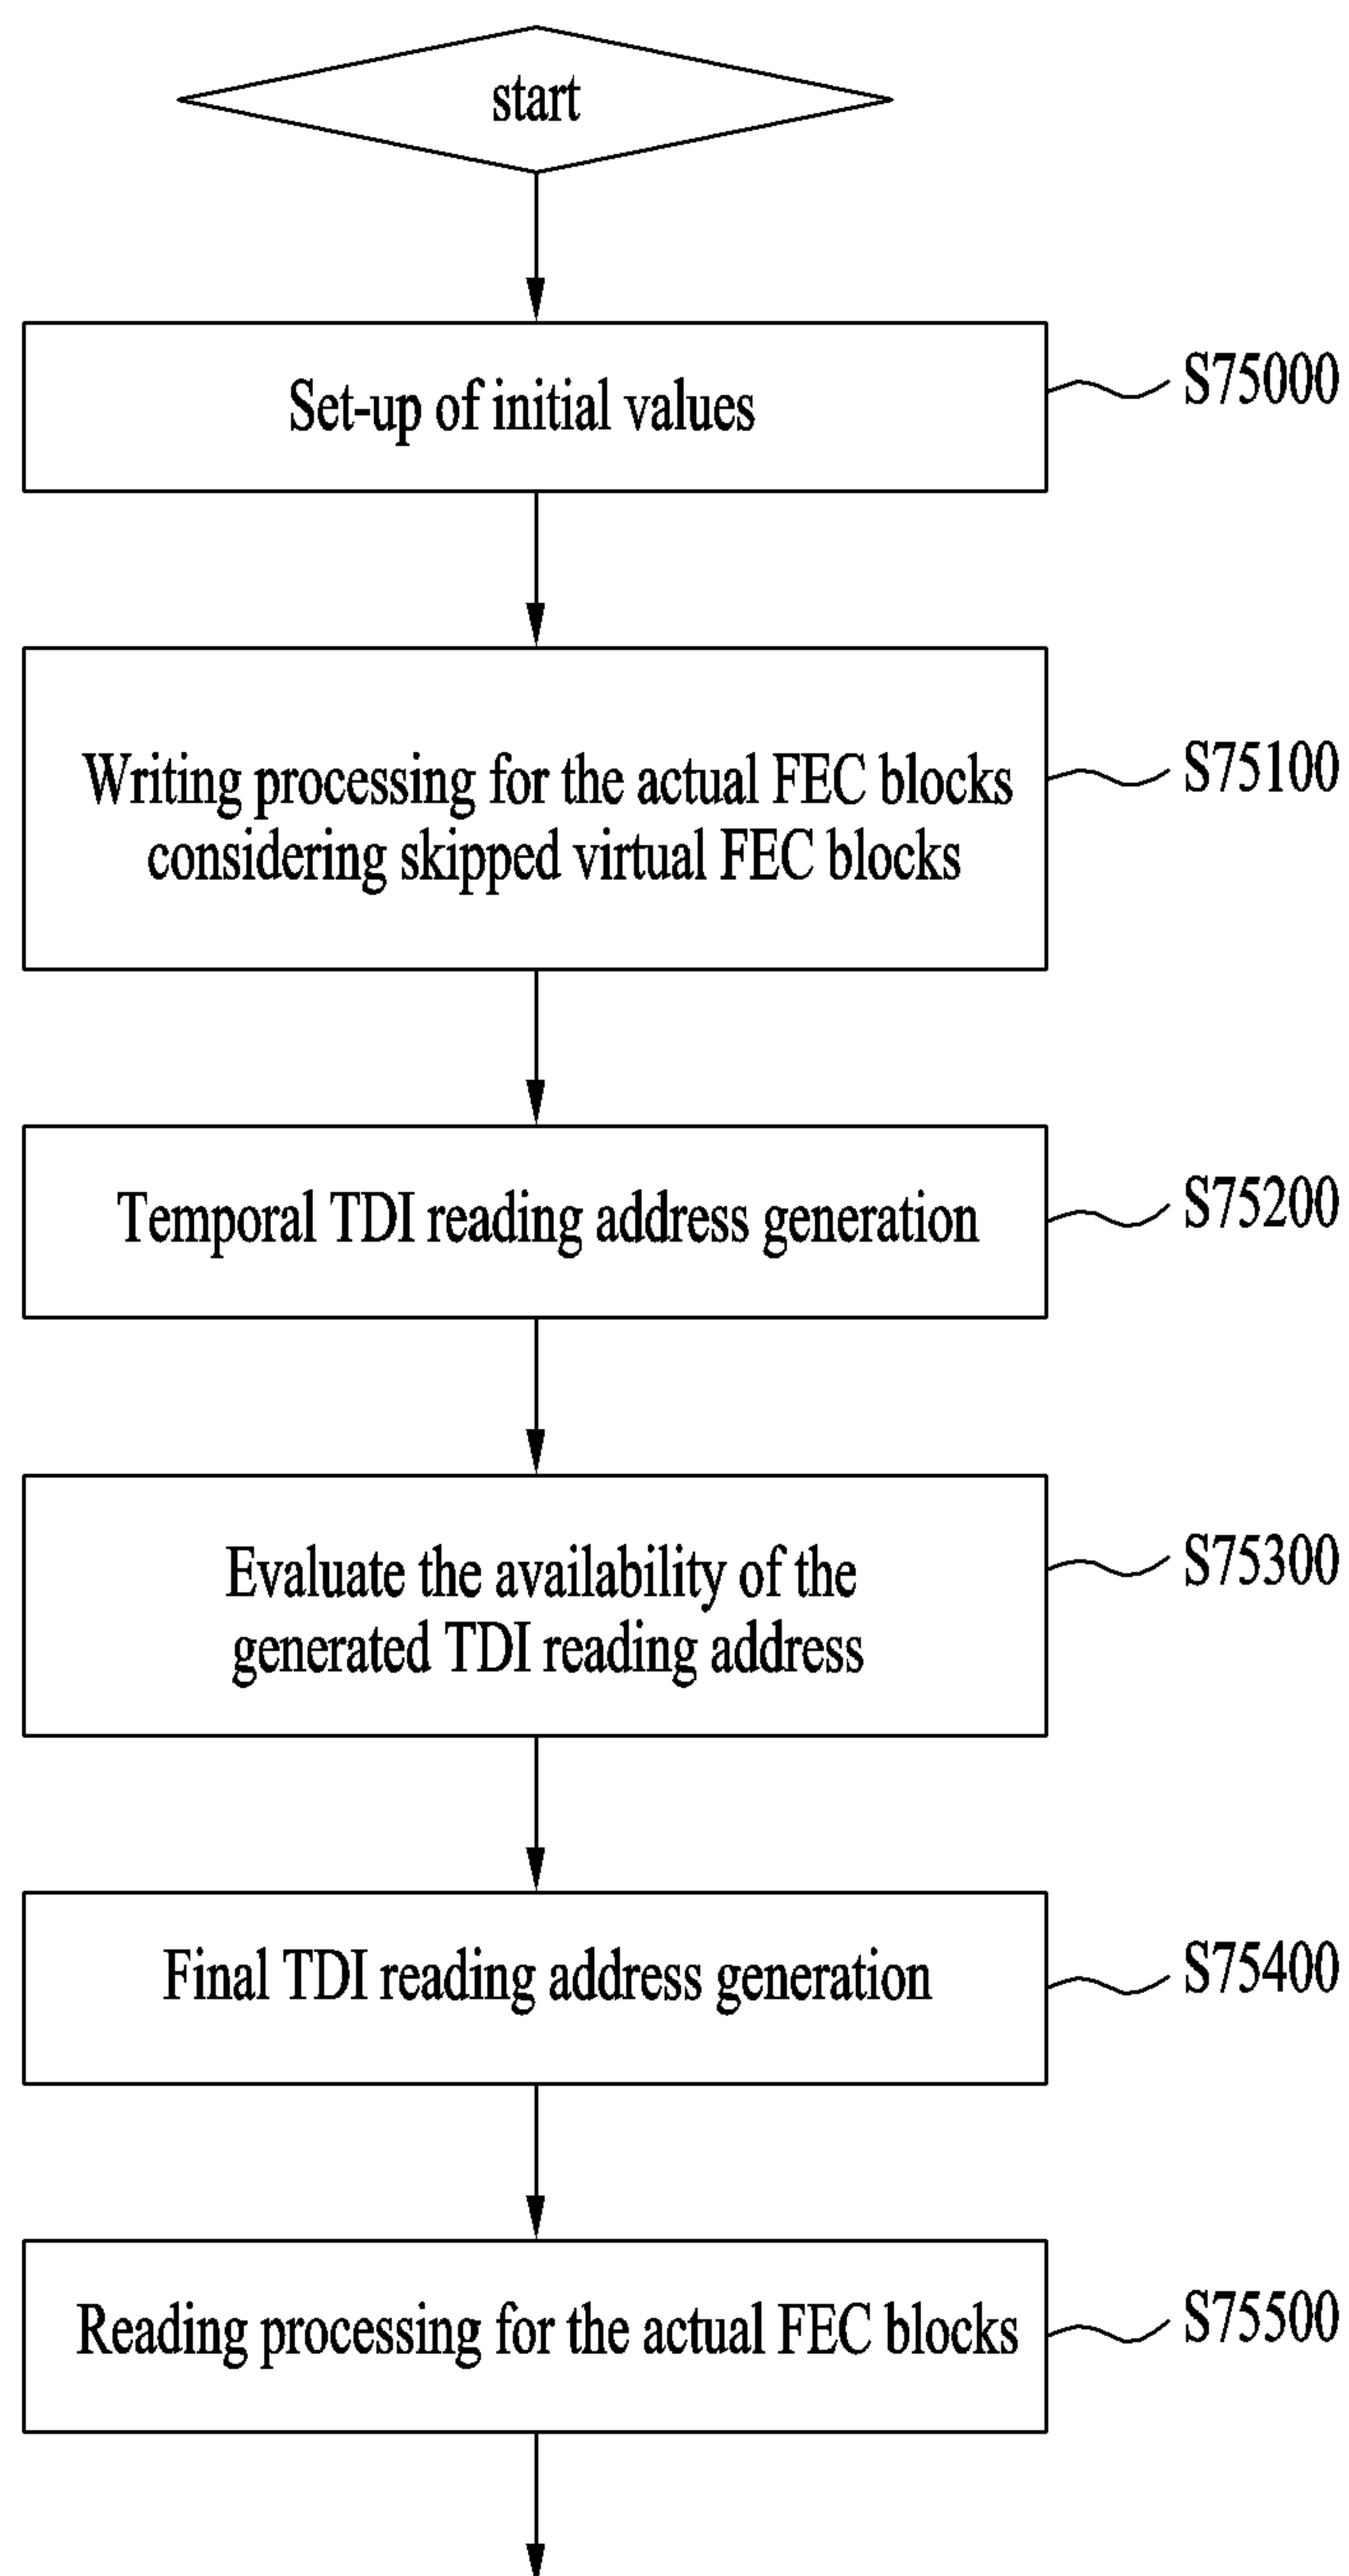 start
Set-up of initial values
S75000
Writing processing for the actual FEC blocks
considering skipped virtual FEC blocks
S75100
Temporal TDI reading address generation
S75200
Evaluate the availability of the
generated TDI reading address
S75300
Final TDI reading address generation
S75400
Reading processing for the actual FEC blocks
S75500